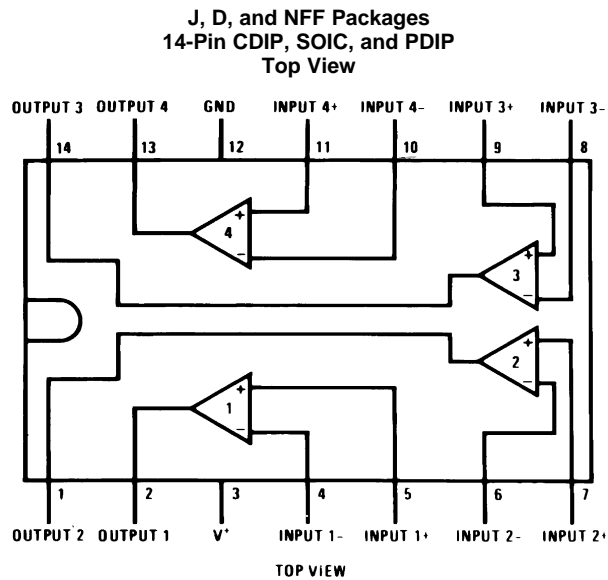 J, D, and NFF Packages
14-Pin CDIP, SOIC, and PDIP
Top View
OUTPUT 3 OUTPUT 4 GND INPUT 4+ INPUT 4- INPUT 3+ INPUT 3-
14 13 12 11 10 9 8
+
4
-
+
3
-
+
2
-
+
1
-
1 2 3 4 5 6 7
OUTPUT 2 OUTPUT 1 V+ INPUT 1- INPUT 1+ INPUT 2- INPUT 2+
TOP VIEW